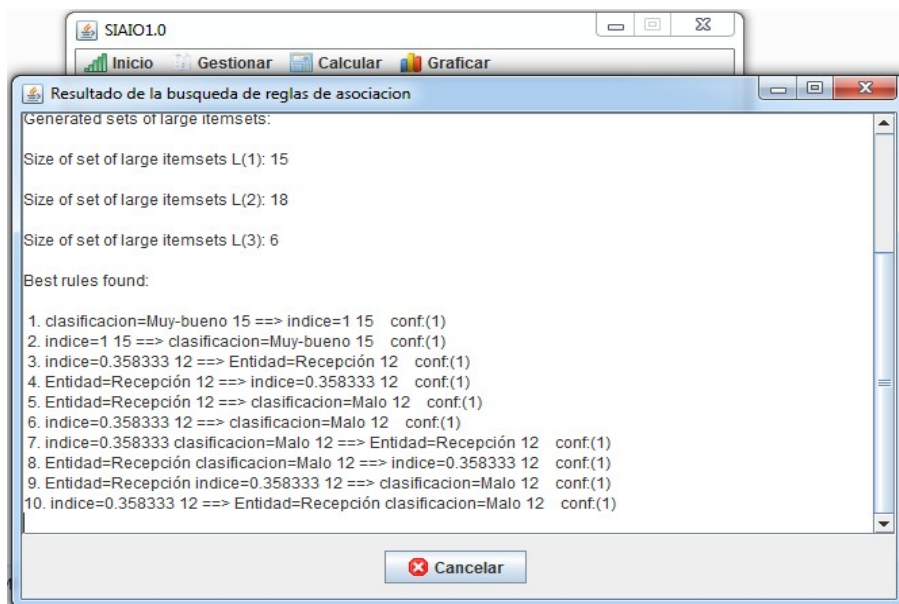 SIAIO1.0
Inicio Gestionar Calcular Graficar
Resultado de la busqueda de reglas de asociacion
Generated sets of large itemsets:
Size of set of large itemsets L(1): 15
Size of set of large itemsets L(2): 18
Size of set of large itemsets L(3): 6
Best rules found:
1. clasificacion=Muy-bueno 15 ==> indice=1 15 conf:(1)
2. indice=1 15 ==> clasificacion=Muy-bueno 15 conf:(1)
3. indice=0.358333 12 ==> Entidad=Recepción 12 conf:(1)
4. Entidad=Recepción 12 ==> indice=0.358333 12 conf:(1)
5. Entidad=Recepción 12 ==> clasificacion=Malo 12 conf:(1)
6. indice=0.358333 12 ==> clasificacion=Malo 12 conf:(1)
7. indice=0.358333 clasificacion=Malo 12 ==> Entidad=Recepción 12 conf:(1)
8. Entidad=Recepción clasificacion=Malo 12 ==> indice=0.358333 12 conf:(1)
9. Entidad=Recepción indice=0.358333 12 ==> clasificacion=Malo 12 conf:(1)
10. indice=0.358333 12 ==> Entidad=Recepción clasificacion=Malo 12 conf:(1)
Cancelar